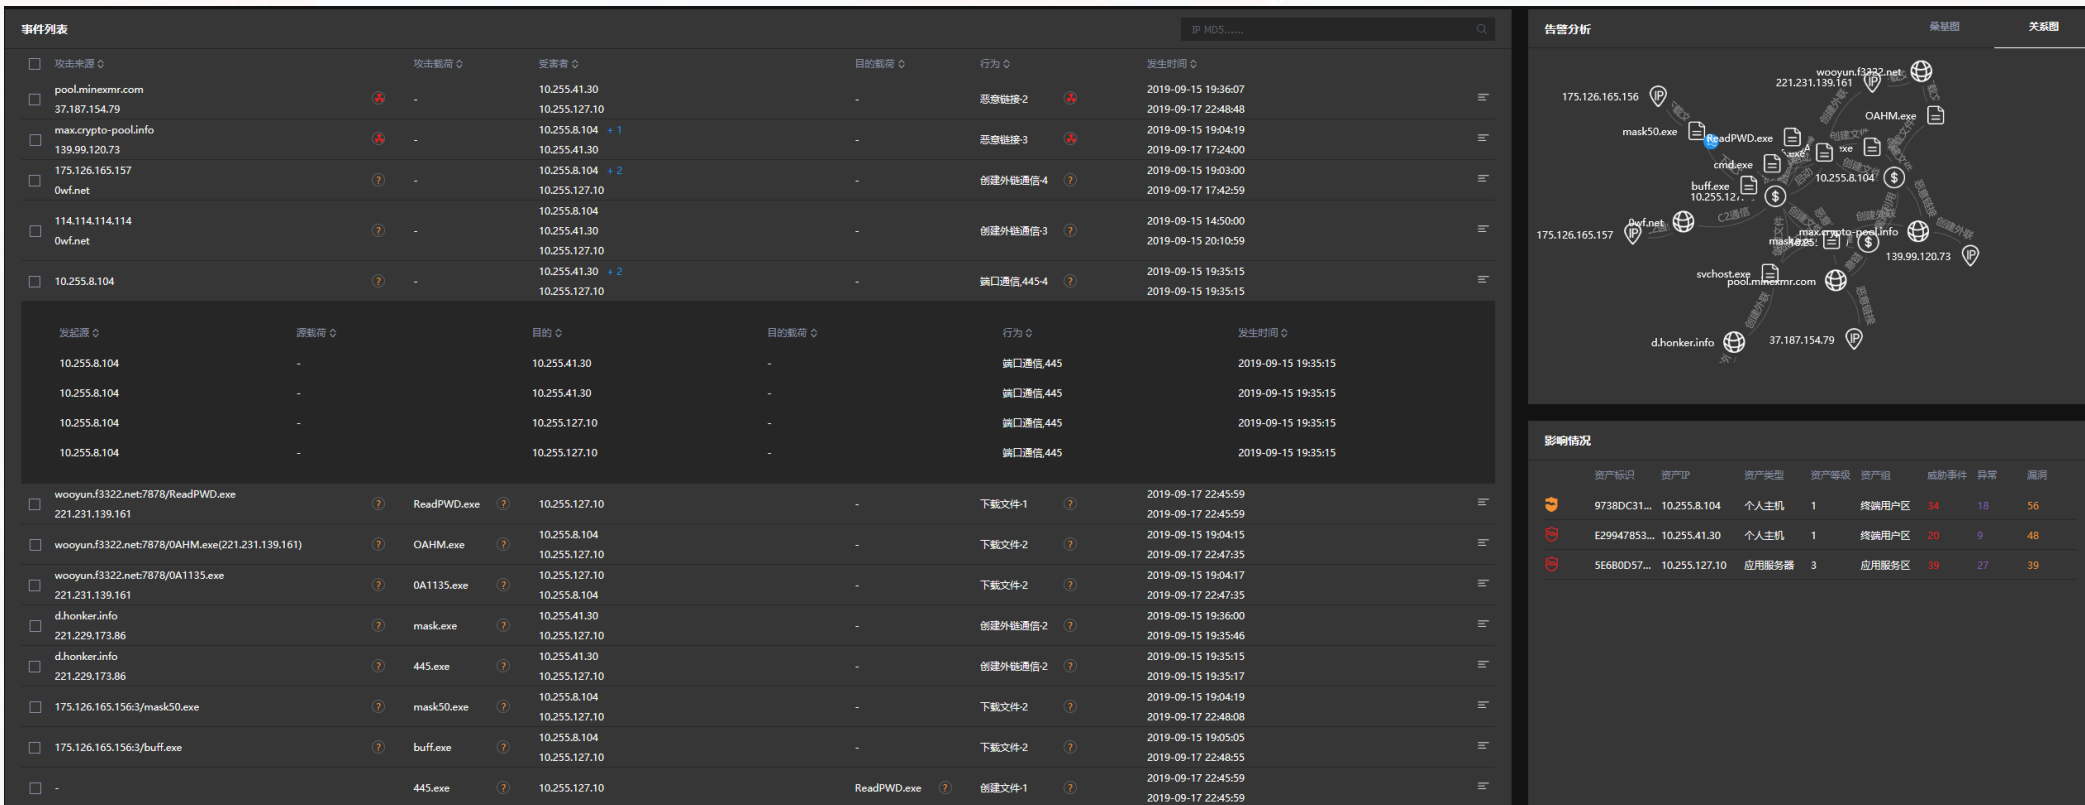 事件列表
IP MD5......
攻击来源 攻击载荷 受害者 目的载荷 行为 发生时间
pool.minexmr.com
37.187.154.79
-
10.255.41.30
10.255.127.10
-
恶意链接-2
2019-09-15 19:36:07
2019-09-17 22:48:48
max.crypto-pool.info
139.99.120.73
-
10.255.8.104 + 1
10.255.41.30
-
恶意链接-3
2019-09-15 19:04:19
2019-09-17 17:24:00
175.126.165.157
0wf.net
-
10.255.8.104 + 2
10.255.127.10
-
创建外链通信-4
2019-09-15 19:03:00
2019-09-17 17:42:59
114.114.114.114
0wf.net
-
10.255.8.104
10.255.41.30
10.255.127.10
-
创建外链通信-3
2019-09-15 14:50:00
2019-09-15 20:10:59
10.255.8.104
-
10.255.41.30 + 2
10.255.127.10
-
端口通信,445-4
2019-09-15 19:35:15
2019-09-15 19:35:15
发起源 源载荷 目的 目的载荷 行为 发生时间
10.255.8.104 - 10.255.41.30 - 端口通信,445 2019-09-15 19:35:15
10.255.8.104 - 10.255.41.30 - 端口通信,445 2019-09-15 19:35:15
10.255.8.104 - 10.255.127.10 - 端口通信,445 2019-09-15 19:35:15
10.255.8.104 - 10.255.127.10 - 端口通信,445 2019-09-15 19:35:15
wooyun.f3322.net:7878/ReadPWD.exe
221.231.139.161
ReadPWD.exe
10.255.127.10
-
下载文件-1
2019-09-17 22:45:59
2019-09-17 22:45:59
wooyun.f3322.net:7878/0AHM.exe(221.231.139.161)
OAHM.exe
10.255.8.104
10.255.127.10
-
下载文件-2
2019-09-15 19:04:15
2019-09-17 22:47:35
wooyun.f3322.net:7878/0A1135.exe
221.231.139.161
0A1135.exe
10.255.127.10
10.255.8.104
-
下载文件-2
2019-09-15 19:04:17
2019-09-17 22:47:35
d.honker.info
221.229.173.86
mask.exe
10.255.41.30
10.255.127.10
-
创建外链通信-2
2019-09-15 19:36:00
2019-09-15 19:35:46
d.honker.info
221.229.173.86
445.exe
10.255.41.30
10.255.127.10
-
创建外链通信-2
2019-09-15 19:35:15
2019-09-15 19:35:17
175.126.165.156:3/mask50.exe
mask50.exe
10.255.8.104
10.255.127.10
-
下载文件-2
2019-09-15 19:04:19
2019-09-17 22:48:08
175.126.165.156:3/buff.exe
buff.exe
10.255.8.104
10.255.127.10
-
下载文件-2
2019-09-15 19:05:05
2019-09-17 22:48:55
-
445.exe
10.255.127.10
ReadPWD.exe
创建文件-1
2019-09-17 22:45:59
2019-09-17 22:45:59
告警分析 桑基图 关系图
wooyun.f3322.net
221.231.139.161
175.126.165.156
OAHM.exe
mask50.exe
ReadPWD.exe
cmd.exe
10.255.8.104
buff.exe
C2通信
启动
创建文件
创建外联
恶意链接
0wf.net
175.126.165.157
max.crypto-pool.info
139.99.120.73
svchost.exe
pool.minexmr.com
d.honker.info
37.187.154.79
影响情况
资产标识 资产IP 资产类型 资产等级 资产组 威胁事件 异常 漏洞
9738DC31... 10.255.8.104 个人主机 1 终端用户区 34 18 56
E29947853... 10.255.41.30 个人主机 1 终端用户区 20 9 48
5E6B0D57... 10.255.127.10 应用服务器 3 应用服务区 39 27 39